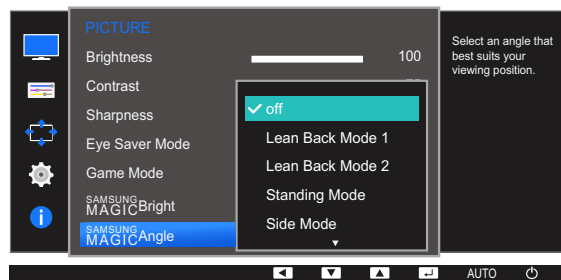 PICTURE
Brightness 100
Contrast
Sharpness
Eye Saver Mode
Game Mode
SAMSUNG
MAGICBright
SAMSUNG
MAGICAngle
off
Lean Back Mode 1
Lean Back Mode 2
Standing Mode
Side Mode
Select an angle that
best suits your
viewing position.
AUTO